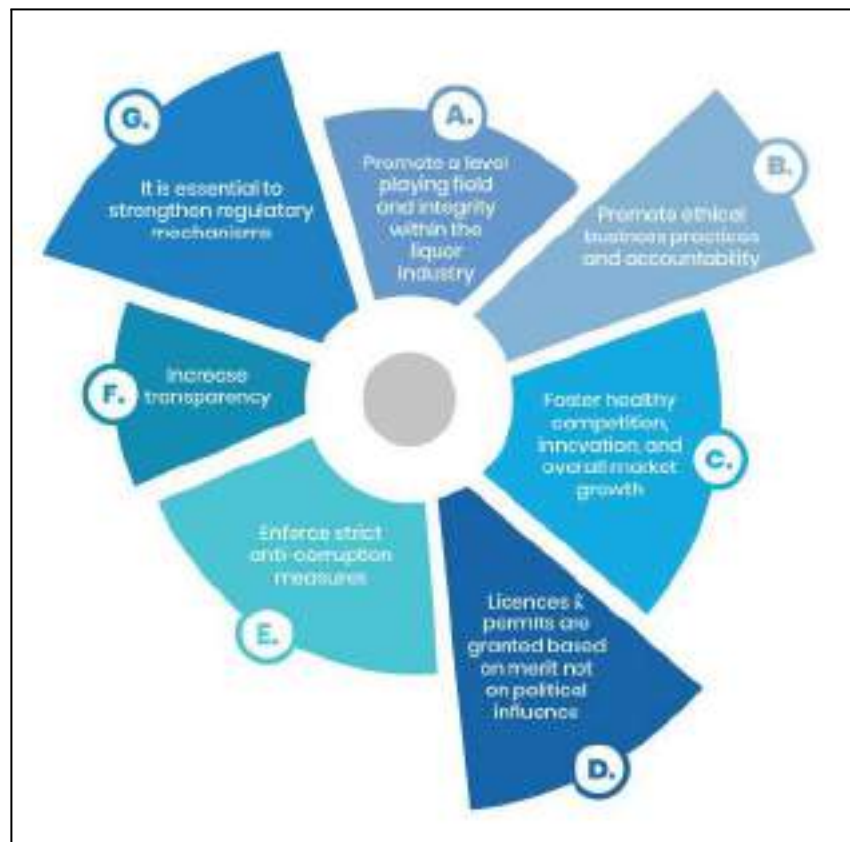 A.
Promote a level
playing field
and integrity
within the
liquor
industry
B.
Promote ethical
business practices
and accountability
C.
Foster healthy
competition,
innovation, and
overall market
growth
D.
Licences &
permits are
granted based
on merit not
on political
influence
E.
Enforce strict
anti-corruption
measures
F.
Increase
transparency
G.
It is essential to
strengthen regulatory
mechanisms